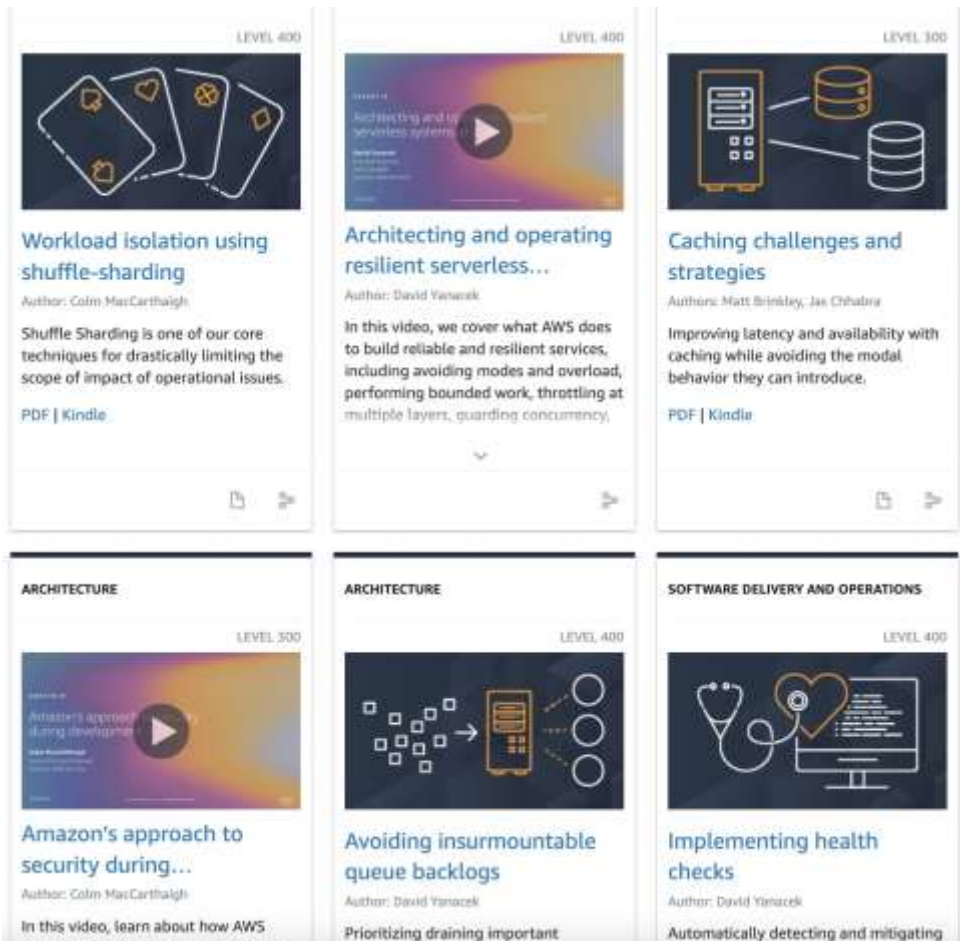 LEVEL 400
Workload isolation using
shuffle-sharding
Author: Colm MacCarthaigh
Shuffle Sharding is one of our core
techniques for drastically limiting the
scope of impact of operational issues.
PDF | Kindle
LEVEL 400
Architecting and operating
resilient serverless...
Author: David Yanacek
In this video, we cover what AWS does
to build reliable and resilient services,
including avoiding modes and overload,
performing bounded work, throttling at
multiple layers, guarding concurrency,
LEVEL 300
Caching challenges and
strategies
Authors: Matt Brinkley, Jas Chhabra
Improving latency and availability with
caching while avoiding the modal
behavior they can introduce.
PDF | Kindle
ARCHITECTURE
LEVEL 300
Amazon's approach
during development
Amazon's approach to
security during...
Author: Colm MacCarthaigh
In this video, learn about how AWS
ARCHITECTURE
LEVEL 400
Avoiding insurmountable
queue backlogs
Author: David Yanacek
Prioritizing draining important
SOFTWARE DELIVERY AND OPERATIONS
LEVEL 400
Implementing health
checks
Author: David Yanacek
Automatically detecting and mitigating